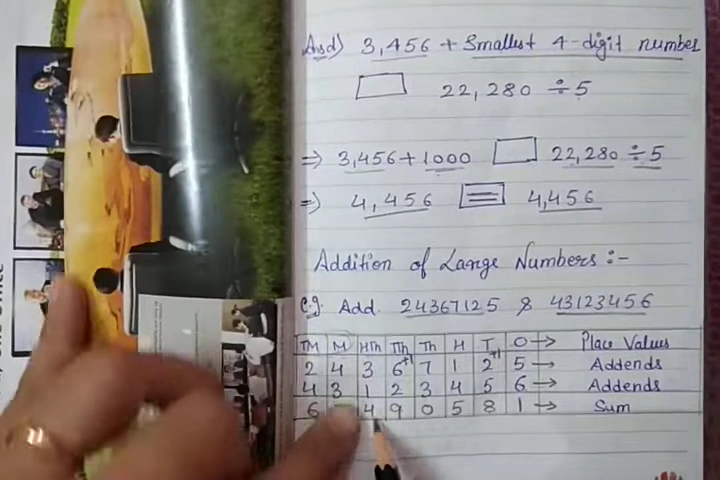 Ansd) 3,456 + Smallest 4-digit number
22,280 ÷ 5
⇒ 3,456 + 1000 22,280 ÷ 5
⇒ 4,456 = 4,456
Addition of Large Numbers :-
e.g. Add 24367125 & 43123456
TM M HTh TTh Th H T O → Place Values
2 4 3 6+1 7 1 2+1 5 → Addends
4 3 1 2 3 4 5 6 → Addends
6 4 9 0 5 8 1 → Sum